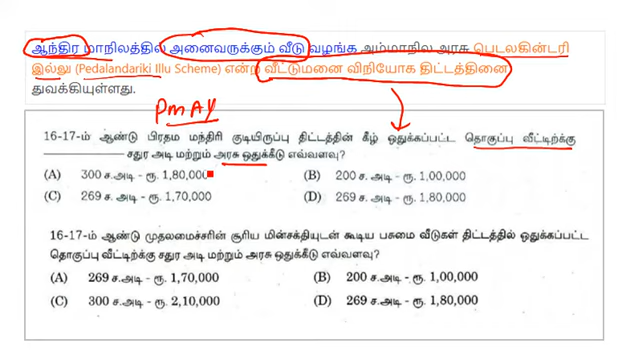 ஆந்திர மாநிலத்தில் அனைவருக்கும் வீடு வழங்க அம்மாநில அரசு பெடலகின்டரி
இல்லு (Pedalandariki Illu Scheme) என்ற வீட்டுமனை விநியோக திட்டத்தினை
துவக்கியுள்ளது.
PMAY
16-17-ம் ஆண்டு பிரதம மந்திரி குடியிருப்பு திட்டத்தின் கீழ் ஒதுக்கப்பட்ட தொகுப்பு வீட்டிற்க்கு
____________ சதுர அடி மற்றும் அரசு ஒதுக்கீடு எவ்வளவு?
(A) 300 ச.அடி - ரூ. 1,80,000 (B) 200 ச.அடி - ரூ. 1,00,000
(C) 269 ச.அடி - ரூ. 1,70,000 (D) 269 ச.அடி - ரூ. 1,80,000
16-17-ம் ஆண்டு முதலமைச்சரின் சூரிய மின்சக்தியுடன் கூடிய பசுமை வீடுகள் திட்டத்தில் ஒதுக்கப்பட்ட
தொகுப்பு வீட்டிற்க்கு சதுர அடி மற்றும் அரசு ஒதுக்கீடு எவ்வளவு?
(A) 269 ச.அடி - ரூ. 1,70,000 (B) 200 ச.அடி - ரூ. 1,00,000
(C) 300 ச.அடி - ரூ. 2,10,000 (D) 269 ச.அடி - ரூ. 1,80,000